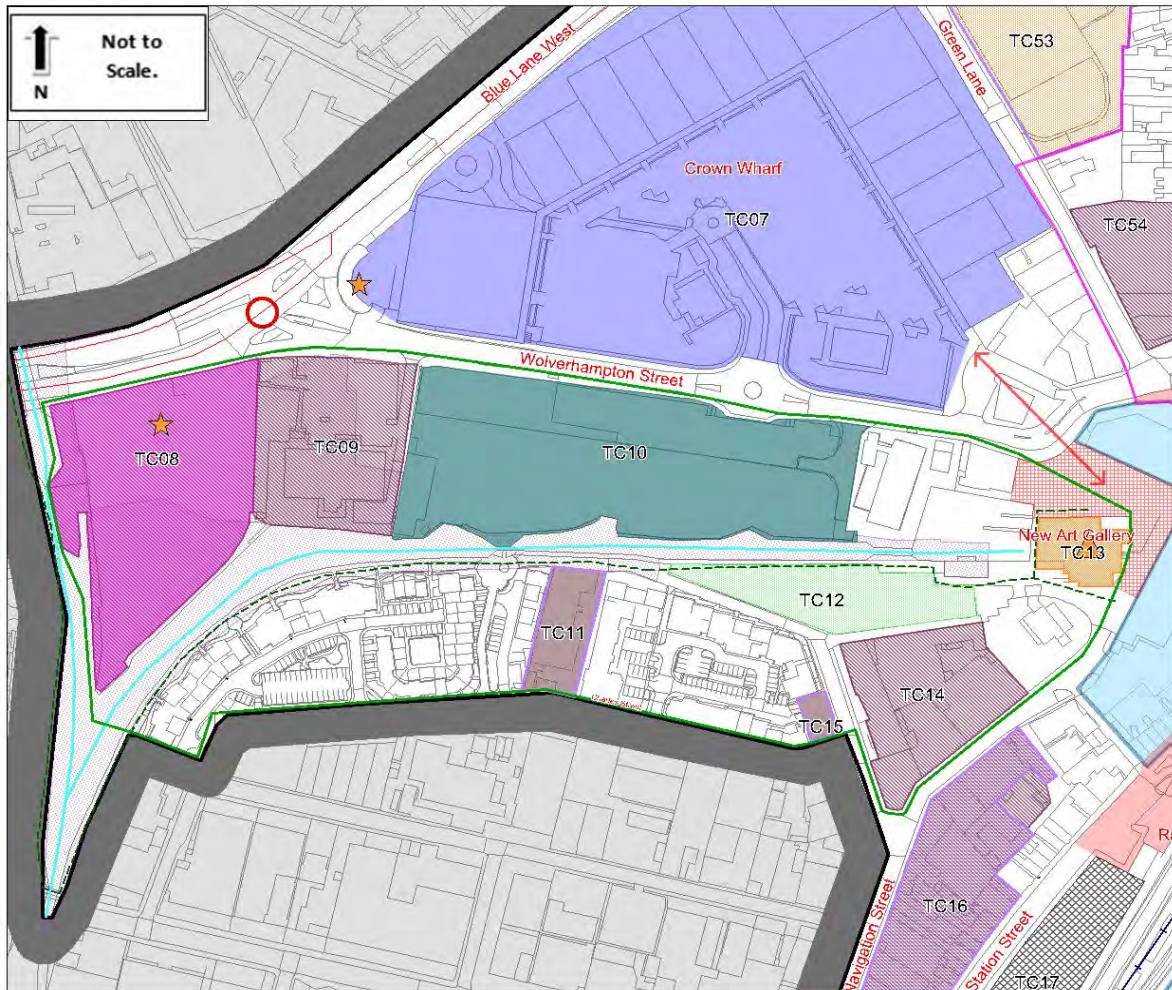 Not to
Scale.
N
Blue Lane West
Green Lane
TC53
Crown Wharf
TC07
TC54
Wolverhampton Street
TC08
TC09
TC10
New Art Gallery
TC13
TC12
TC11
TC14
TC15
Navigation Street
TC16
Station Street
TC17